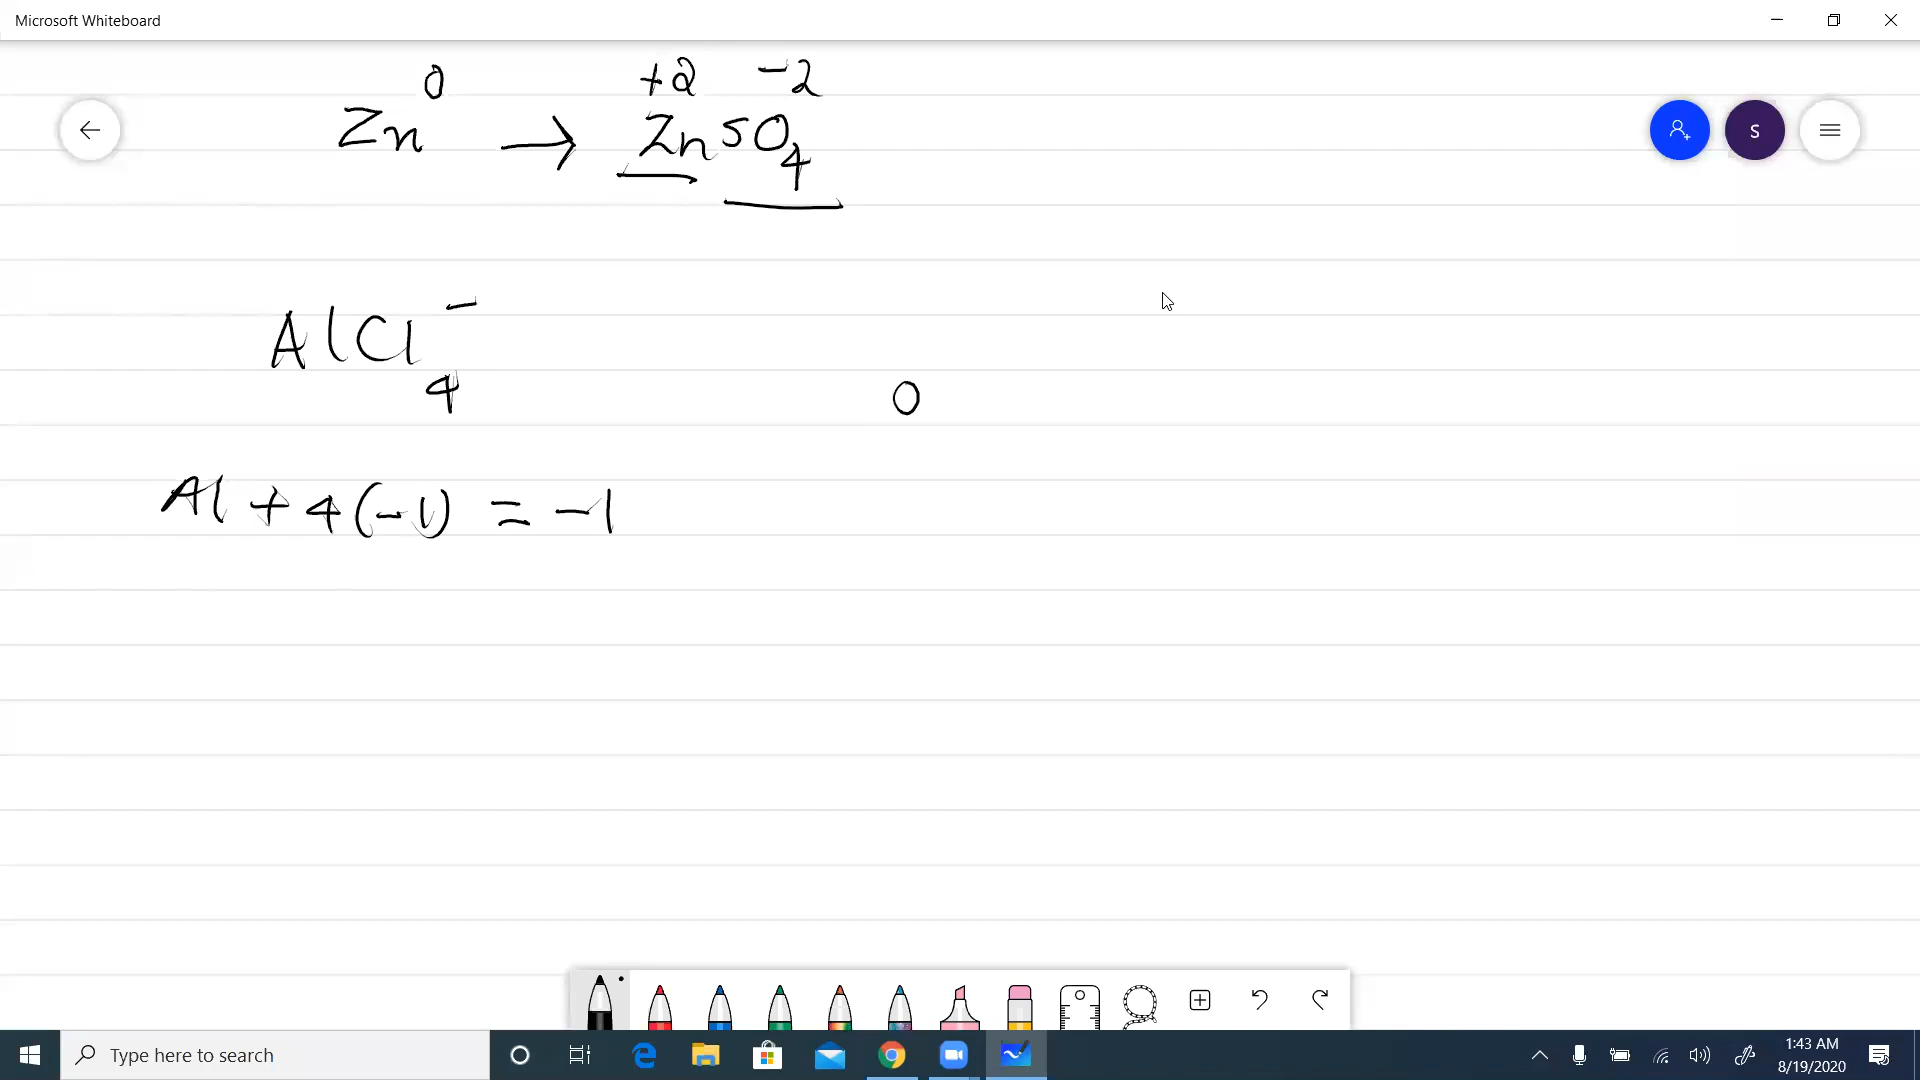 Microsoft Whiteboard
0 +2 -2
Zn → ZnSO4
S
AlCl4-
0
Al + 4(-1) = -1
Type here to search
1:43 AM
8/19/2020